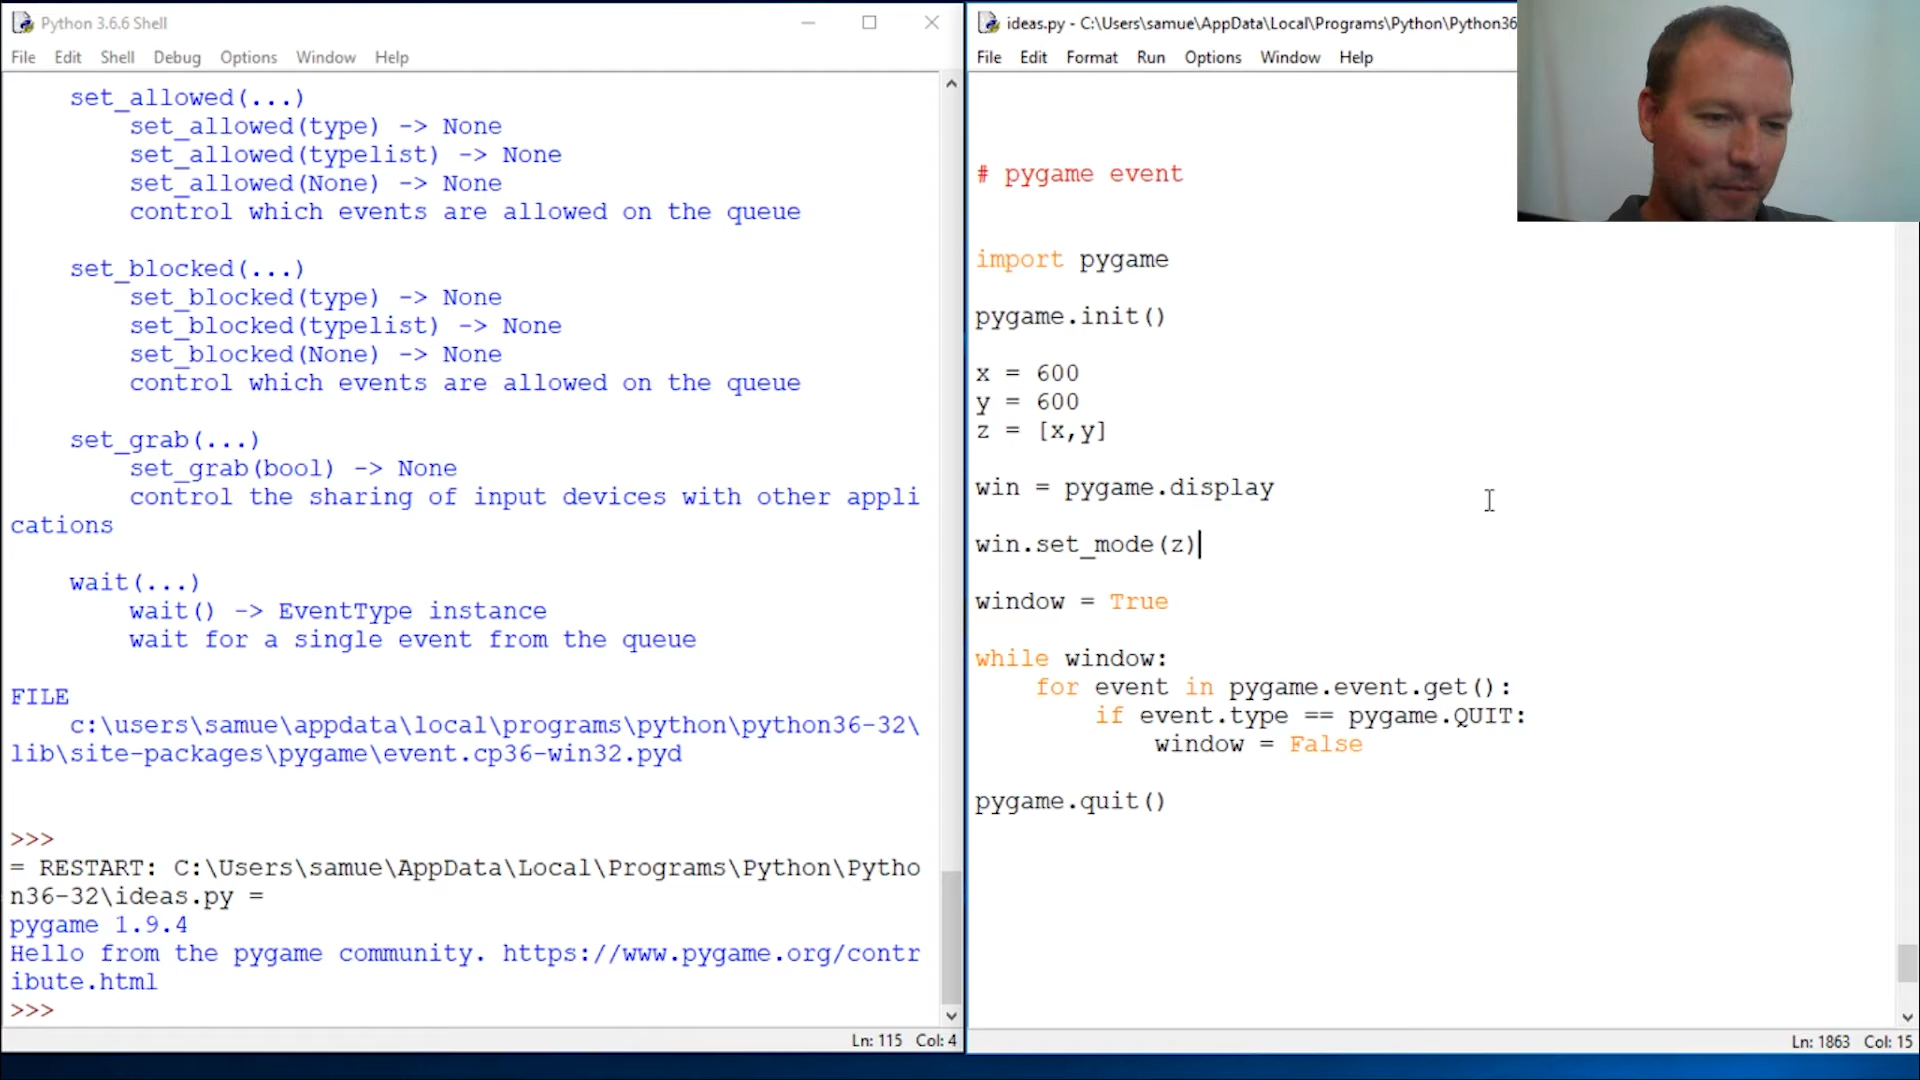 Python 3.6.6 Shell
File Edit Shell Debug Options Window Help
set_allowed(...)
set_allowed(type) -> None
set_allowed(typelist) -> None
set_allowed(None) -> None
control which events are allowed on the queue
set_blocked(...)
set_blocked(type) -> None
set_blocked(typelist) -> None
set_blocked(None) -> None
control which events are allowed on the queue
set_grab(...)
set_grab(bool) -> None
control the sharing of input devices with other appli
cations
wait(...)
wait() -> EventType instance
wait for a single event from the queue
FILE
c:\users\samue\appdata\local\programs\python\python36-32\
lib\site-packages\pygame\event.cp36-win32.pyd
>>>
= RESTART: C:\Users\samue\AppData\Local\Programs\Python\Pytho
n36-32\ideas.py =
pygame 1.9.4
Hello from the pygame community. https://www.pygame.org/contr
ibute.html
>>>
Ln: 115 Col: 4
ideas.py - C:\Users\samue\AppData\Local\Programs\Python\Python36
File Edit Format Run Options Window Help
# pygame event
import pygame
pygame.init()
x = 600
y = 600
z = [x,y]
win = pygame.display
win.set_mode(z)
window = True
while window:
for event in pygame.event.get():
if event.type == pygame.QUIT:
window = False
pygame.quit()
Ln: 1863 Col: 15